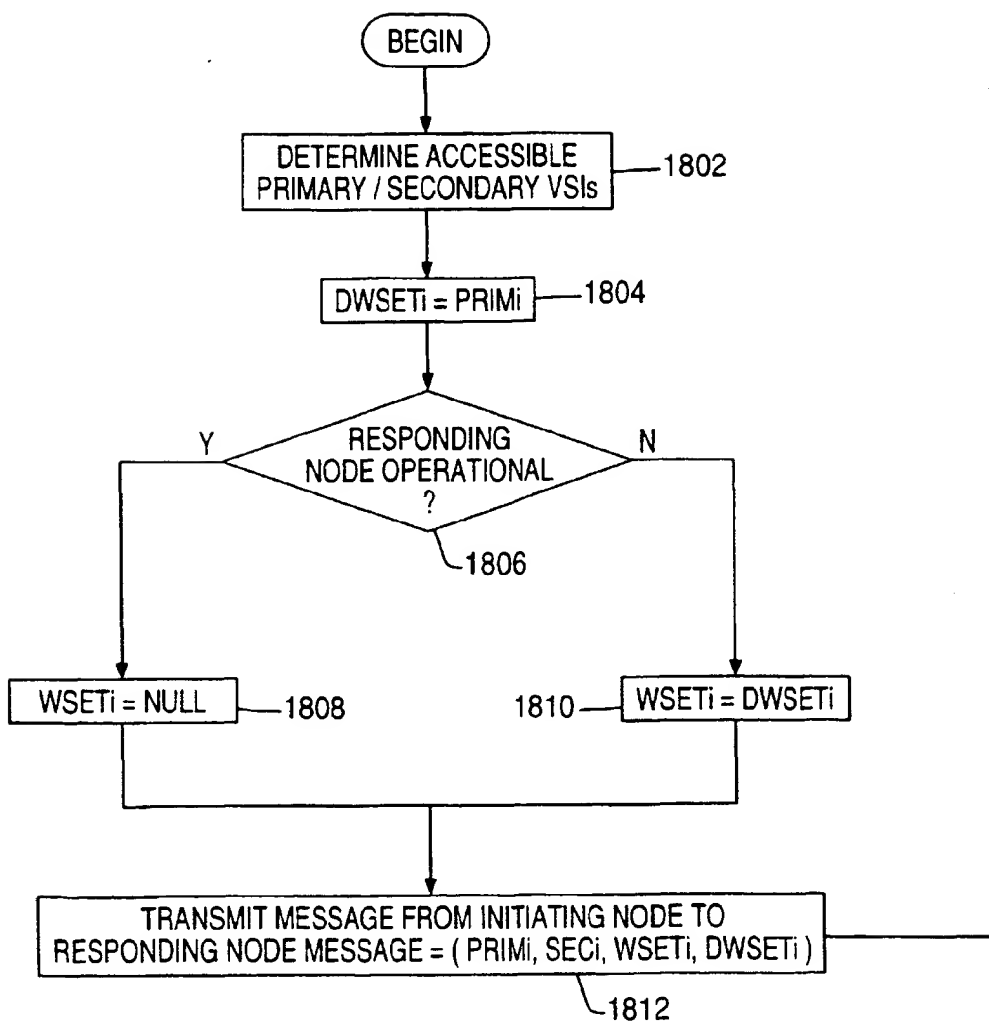 BEGIN
DETERMINE ACCESSIBLE
PRIMARY / SECONDARY VSIs
1802
DWSETi = PRIMi
1804
Y
RESPONDING
NODE OPERATIONAL
?
N
1806
WSETi = NULL
1808
1810
WSETi = DWSETi
TRANSMIT MESSAGE FROM INITIATING NODE TO
RESPONDING NODE MESSAGE = ( PRIMi, SECi, WSETi, DWSETi )
1812